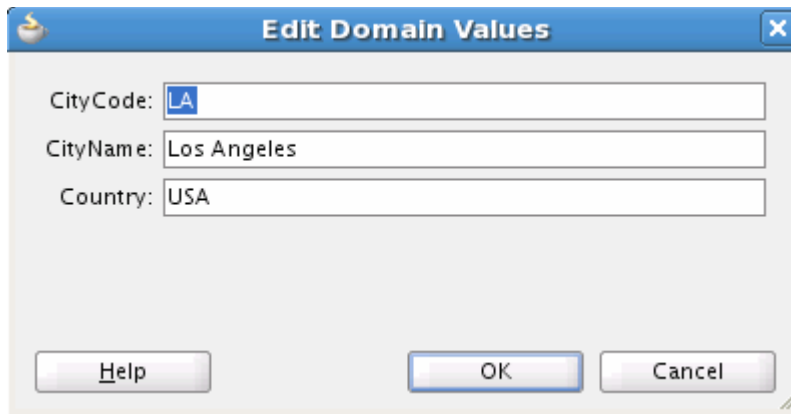 Edit Domain Values
CityCode: LA
CityName: Los Angeles
Country: USA
Help OK Cancel